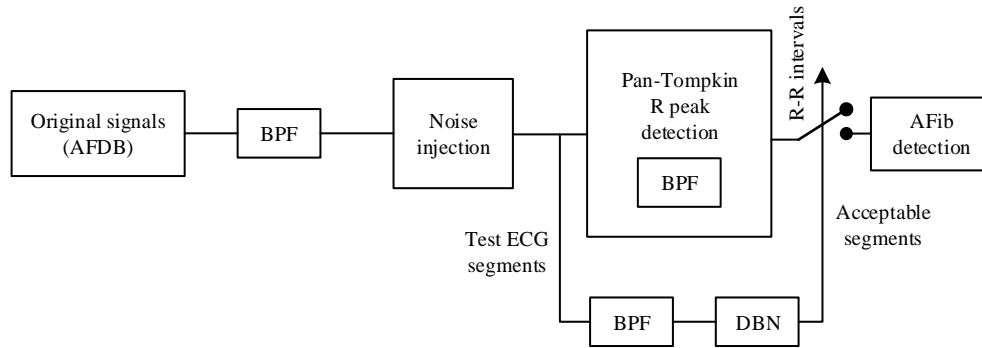 Original signals
(AFDB)
BPF
Noise
injection
Pan-Tompkin
R peak
detection
BPF
R-R intervals
AFib
detection
Test ECG
segments
Acceptable
segments
BPF
DBN